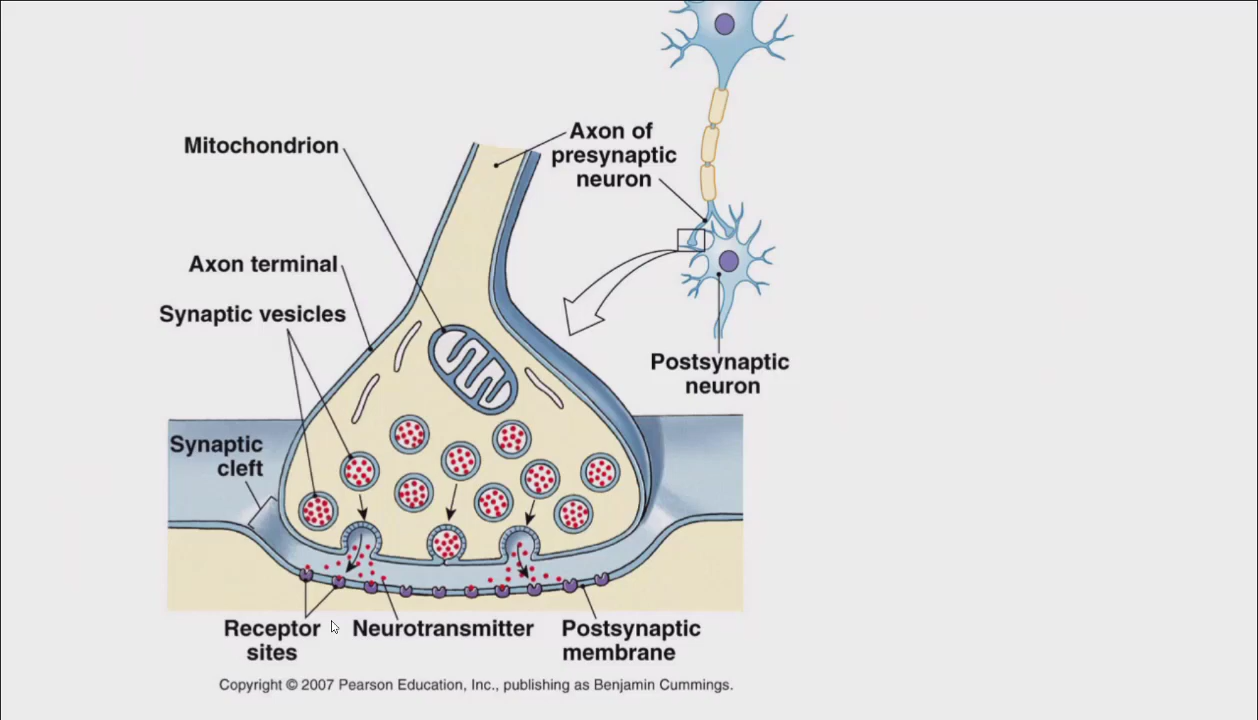 Mitochondrion
Axon of
presynaptic
neuron
Axon terminal
Synaptic vesicles
Postsynaptic
neuron
Synaptic
cleft
Receptor
sites
Neurotransmitter
Postsynaptic
membrane
Copyright © 2007 Pearson Education, Inc., publishing as Benjamin Cummings.